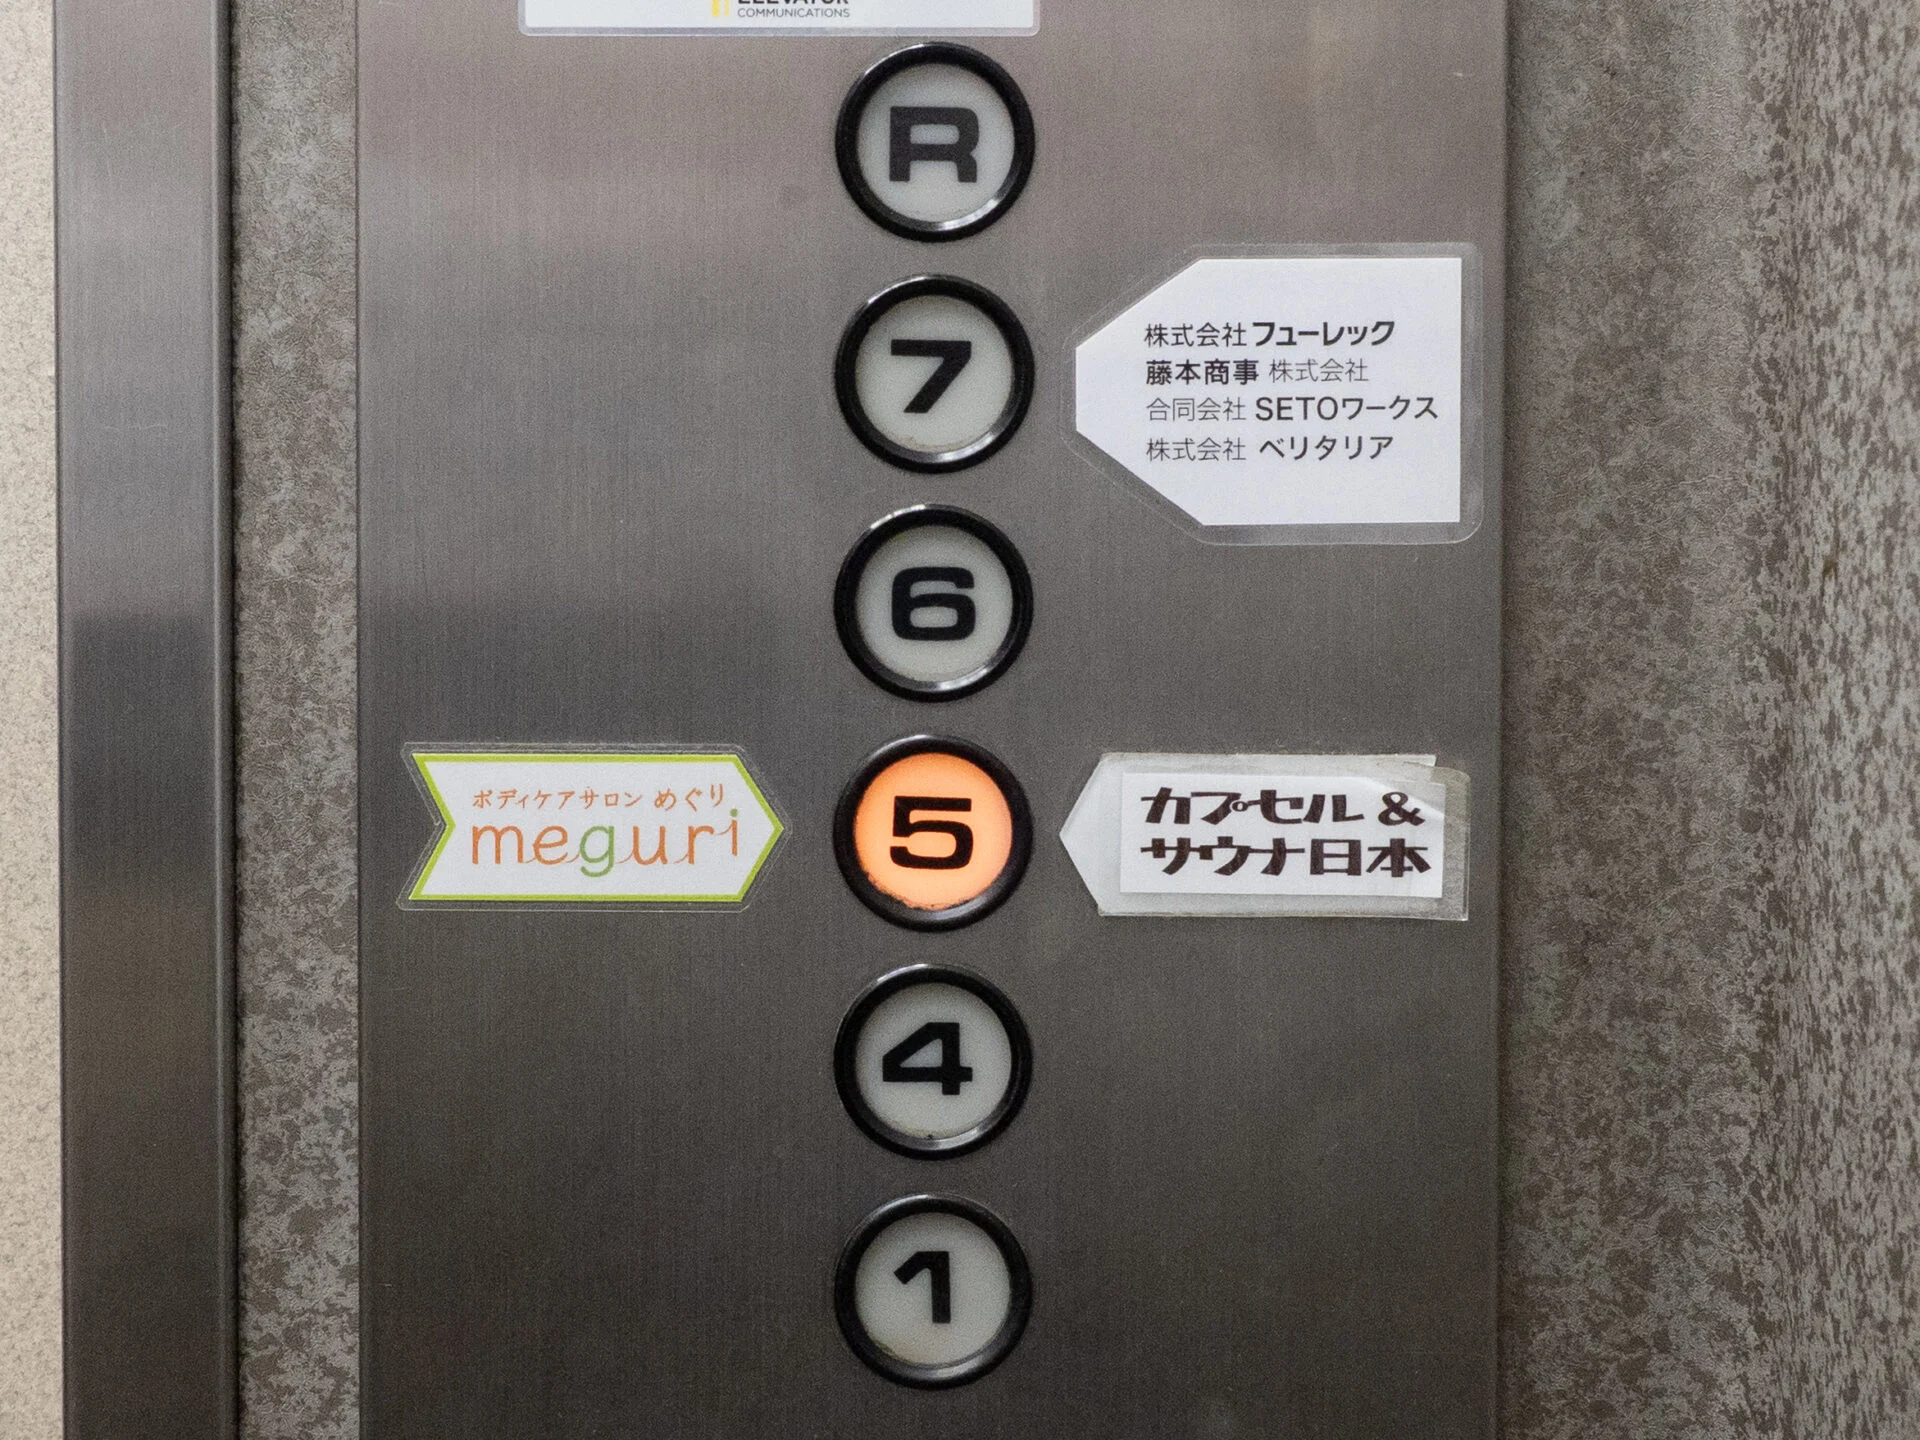 ELEVATOR
COMMUNICATIONS
R
7
株式会社 フューレック
藤本商事 株式会社
合同会社 SETOワークス
株式会社 ベリタリア
6
ボディケアサロン めぐり
meguri
5
カプセル &
サウナ日本
4
1